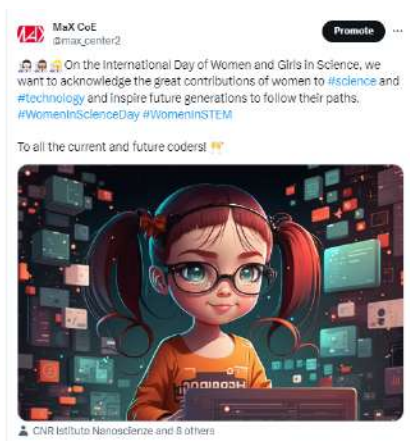 MaX CoE
@max_center2
Promote
On the International Day of Women and Girls in Science, we
want to acknowledge the great contributions of women to #science and
#technology and inspire future generations to follow their paths.
#WomenInScienceDay #WomenInSTEM
To all the current and future coders!
CNR Istituto Nanoscienze and 8 others